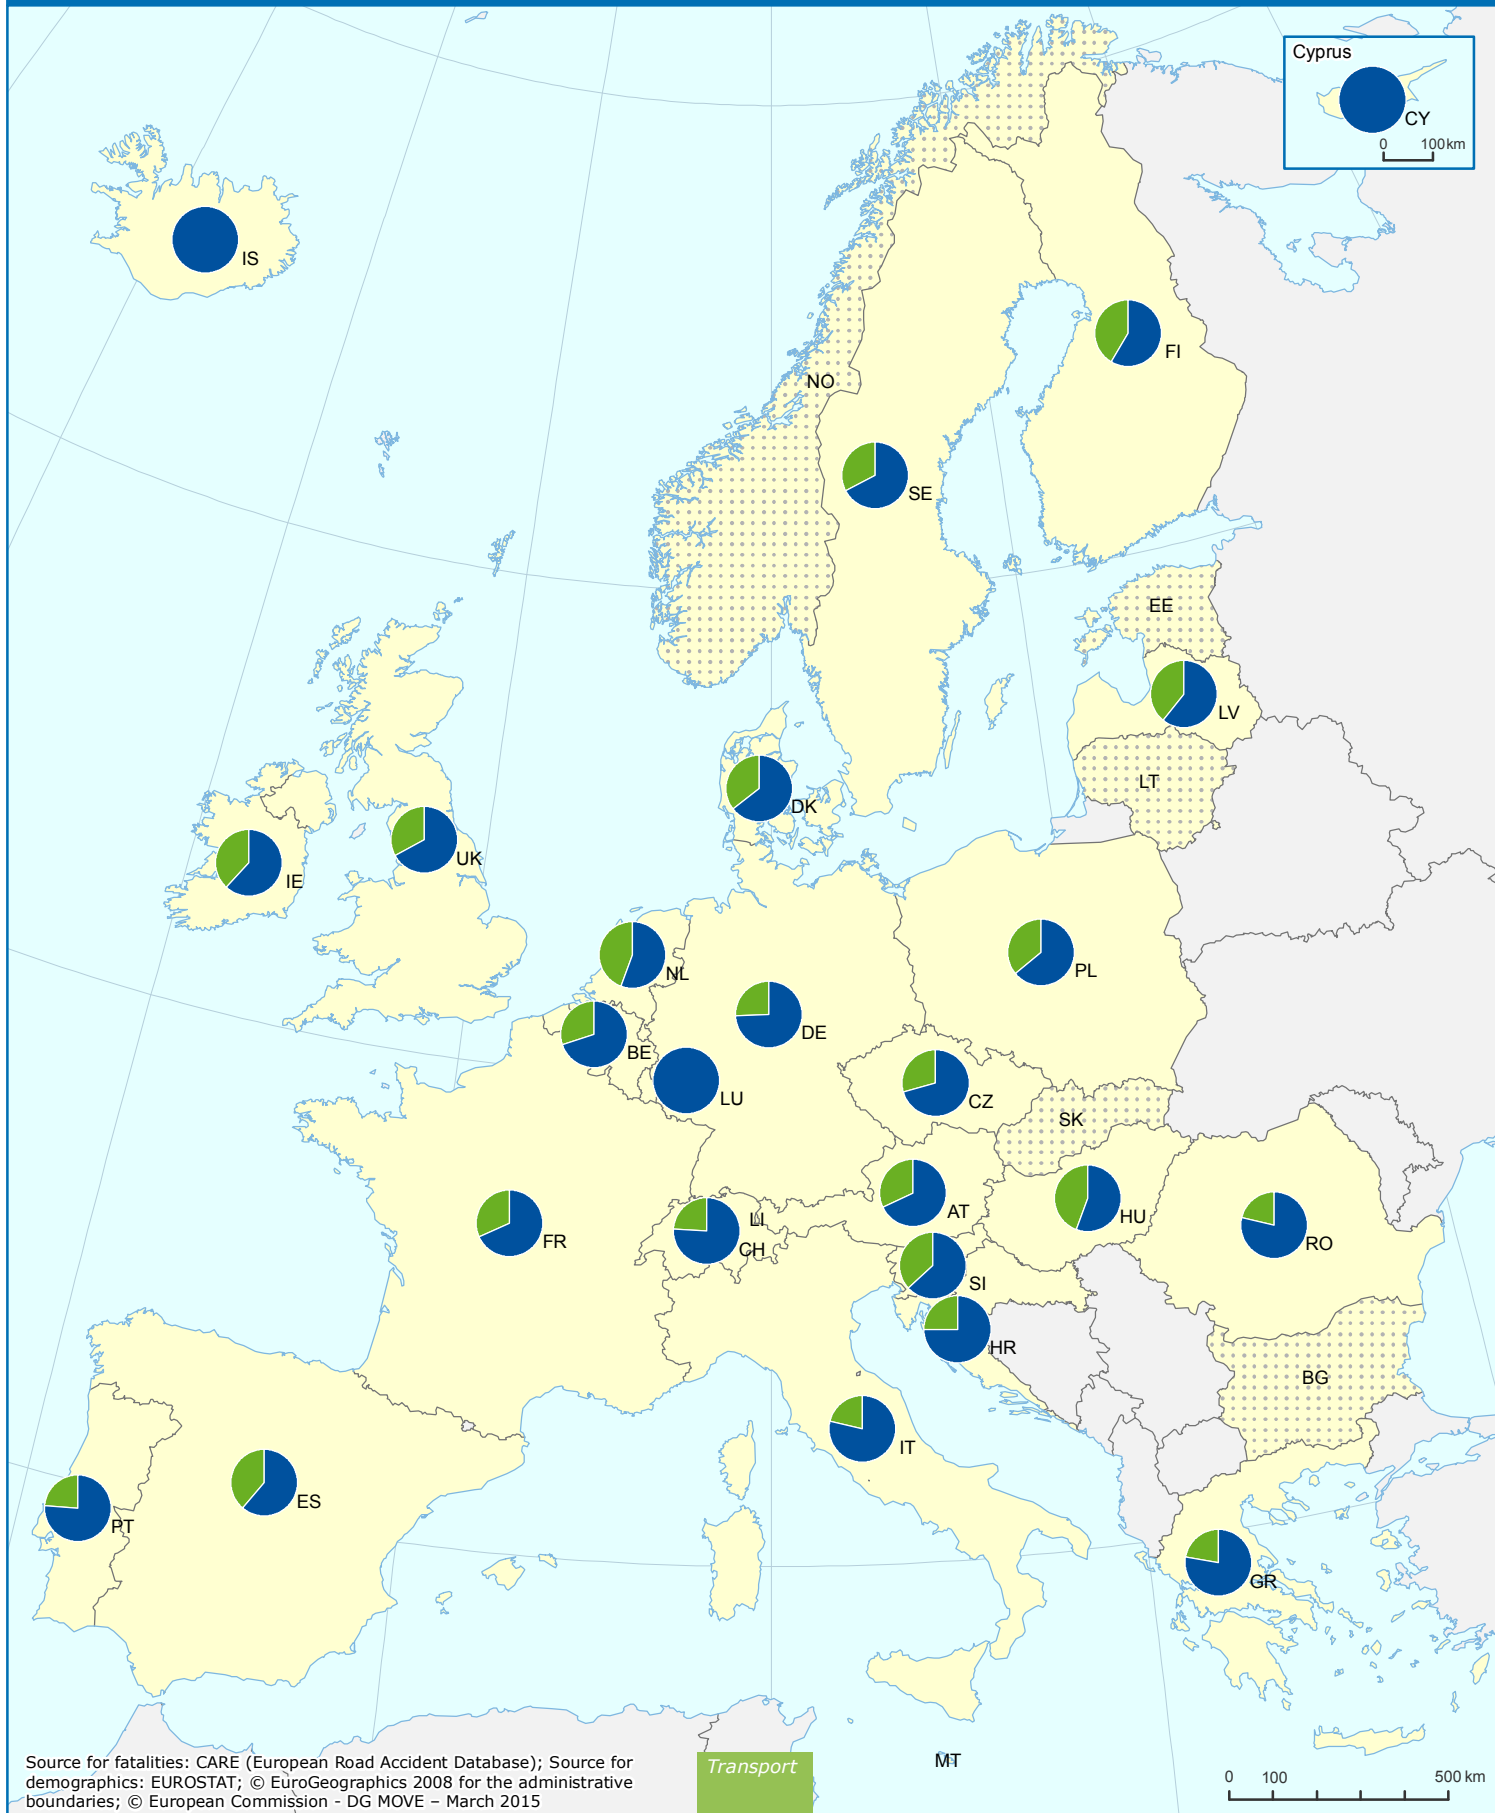 Cyprus
CY
0 100 km
IS
FI
NO
SE
EE
LV
LT
DK
UK
IE
NL
PL
DE
BE
LU
CZ
SK
AT
HU
LI
CH
FR
RO
SI
HR
BG
IT
ES
PT
GR
MT
Source for fatalities: CARE (European Road Accident Database); Source for
demographics: EUROSTAT; © EuroGeographics 2008 for the administrative
boundaries; © European Commission - DG MOVE – March 2015
Transport
0 100 500 km